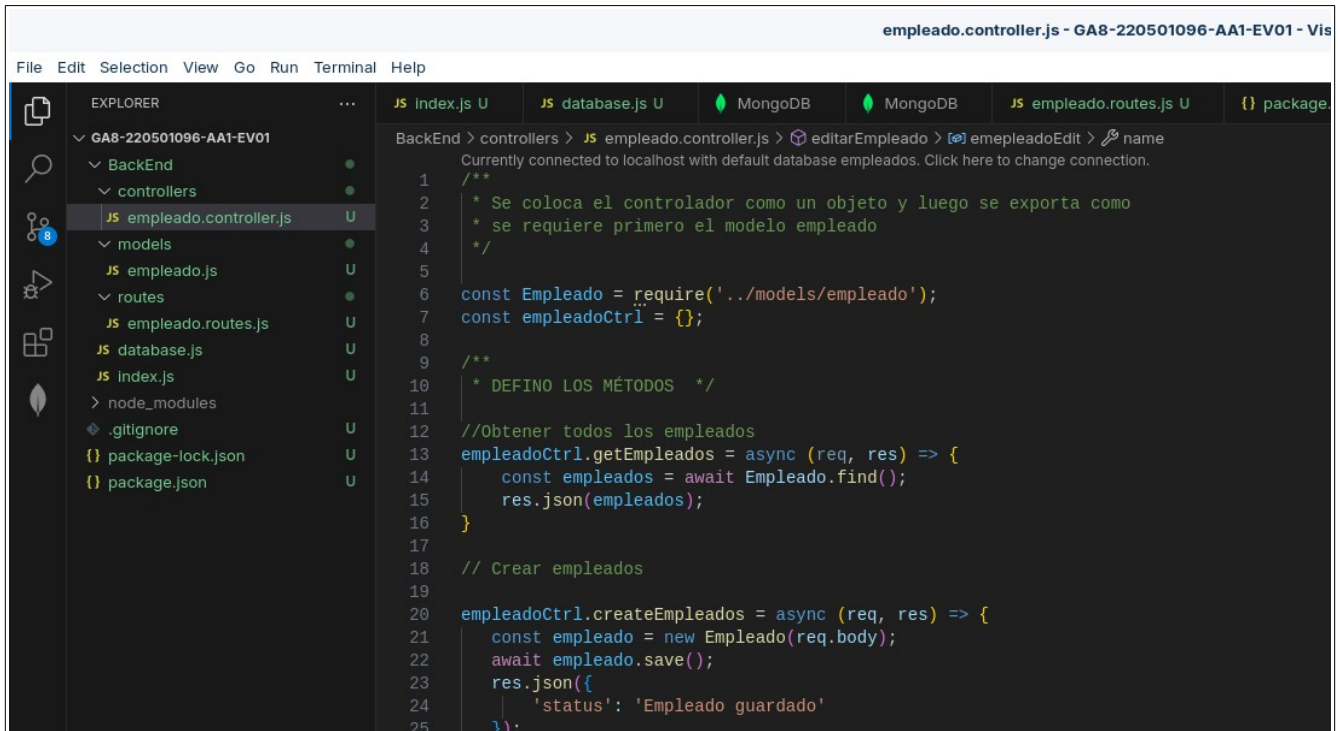 empleado.controller.js - GA8-220501096-AA1-EV01 - Vis
File Edit Selection View Go Run Terminal Help
EXPLORER ...
JS index.js U JS database.js U MongoDB MongoDB JS empleado.routes.js U {} package.
GA8-220501096-AA1-EV01
BackEnd
controllers
JS empleado.controller.js U
models
JS empleado.js U
routes
JS empleado.routes.js U
JS database.js U
JS index.js U
node_modules
.gitignore U
{} package-lock.json U
{} package.json U
8
BackEnd > controllers > JS empleado.controller.js > editarEmpleado > emepleadoEdit > name
Currently connected to localhost with default database empleados. Click here to change connection.
1 /**
2 * Se coloca el controlador como un objeto y luego se exporta como
3 * se requiere primero el modelo empleado
4 */
5
6 const Empleado = require('../models/empleado');
7 const empleadoCtrl = {};
8
9 /**
10 * DEFINO LOS MÉTODOS */
11
12 //Obtener todos los empleados
13 empleadoCtrl.getEmpleados = async (req, res) => {
14 const empleados = await Empleado.find();
15 res.json(empleados);
16 }
17
18 // Crear empleados
19
20 empleadoCtrl.createEmpleados = async (req, res) => {
21 const empleado = new Empleado(req.body);
22 await empleado.save();
23 res.json({
24 'status': 'Empleado guardado'
25 });